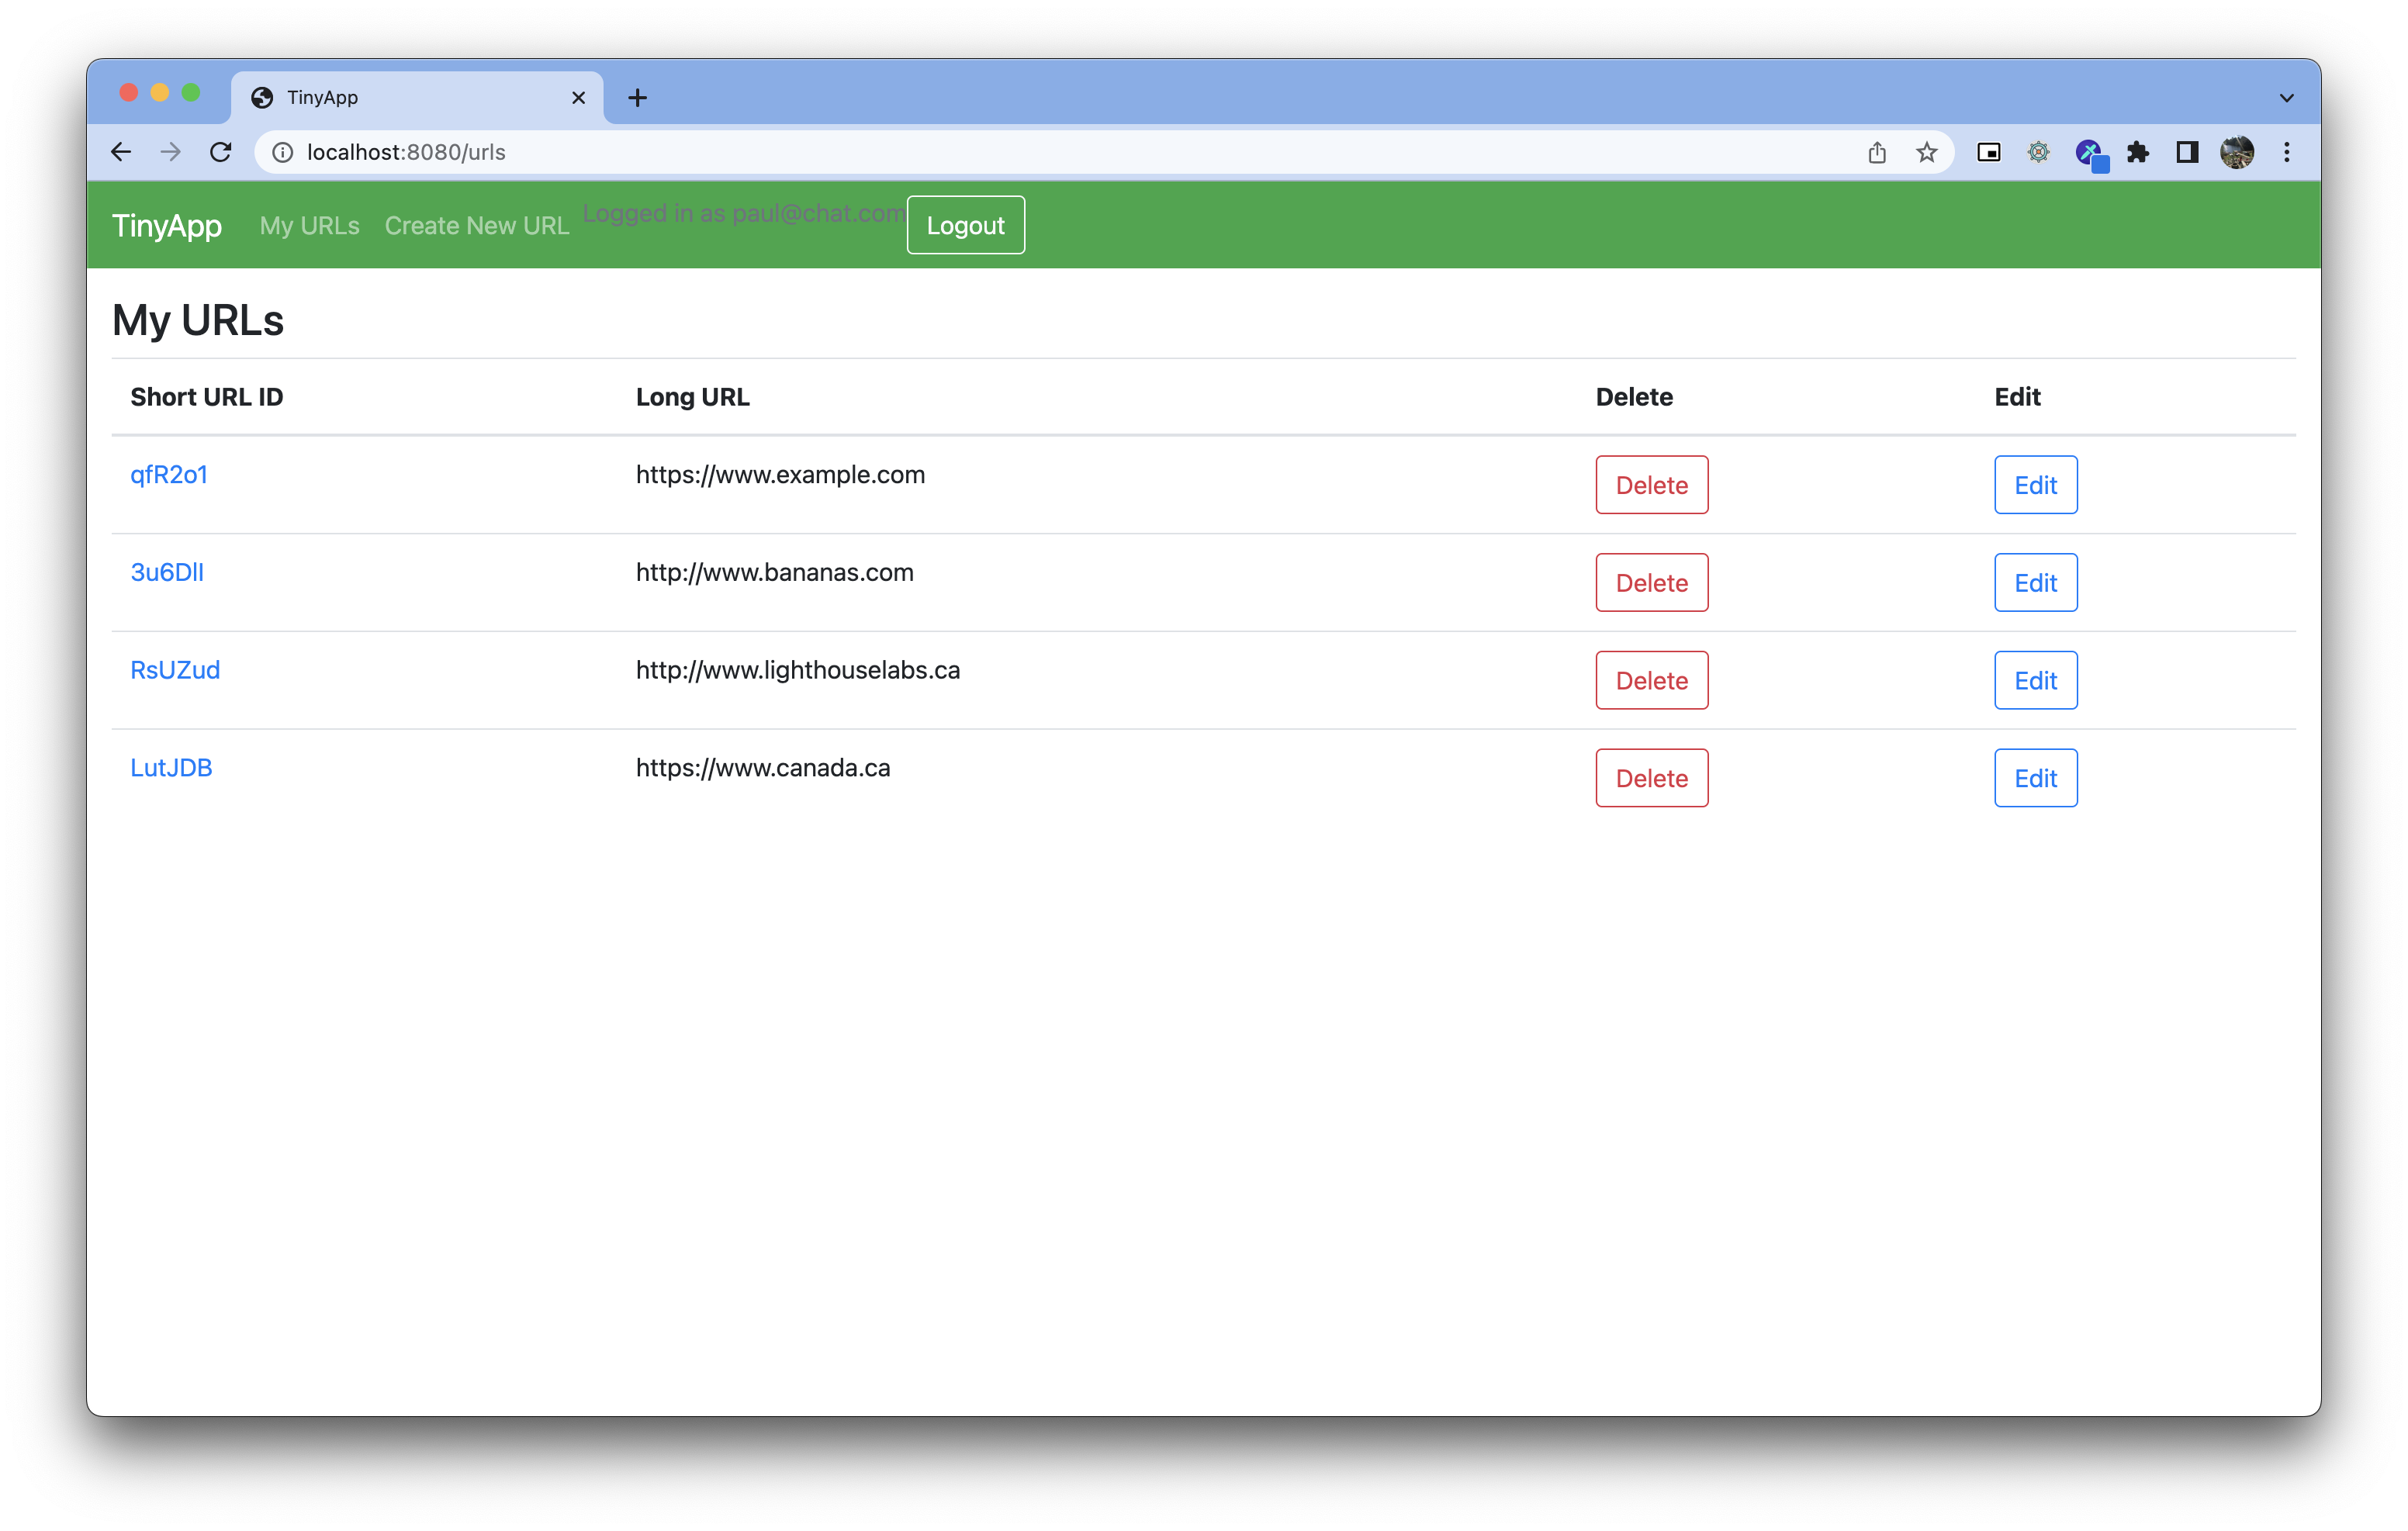 TinyApp
localhost:8080/urls
TinyApp My URLs Create New URL Logged in as paul@chat.com Logout
My URLs
Short URL ID Long URL Delete Edit
qfR2o1 https://www.example.com Delete Edit
3u6Dll http://www.bananas.com Delete Edit
RsUZud http://www.lighthouselabs.ca Delete Edit
LutJDB https://www.canada.ca Delete Edit